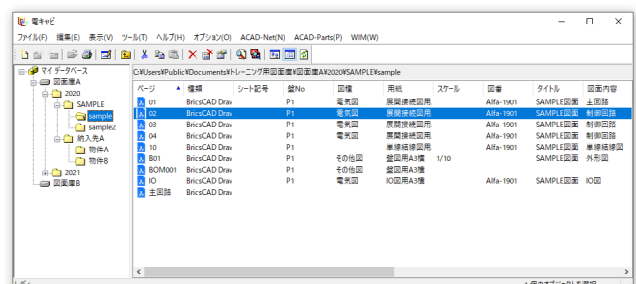 電キャビ
ファイル(F) 編集(E) 表示(V) ツール(T) ヘルプ(H) オプション(O) ACAD-Net(N) ACAD-Parts(P) WIM(W)
マイ データベース
図面庫A
2020
SAMPLE
sample
sample2
納入先A
物件A
物件B
2021
図面庫B
C:¥Users¥Public¥Documents¥トレーニング用図面庫¥図面庫A¥2020¥SAMPLE¥sample
ページ 種類 シート記号 盤No 図種 用紙 スケール 図番 タイトル 図面内容
01 BricsCAD Draw P1 電気図 展開接続図用 Alfa-1901 SAMPLE図面 主回路
02 BricsCAD Draw P1 電気図 展開接続図用 Alfa-1901 SAMPLE図面 制御回路
03 BricsCAD Draw P1 電気図 展開接続図用 Alfa-1901 SAMPLE図面 制御回路
04 BricsCAD Draw P1 電気図 展開接続図用 Alfa-1901 SAMPLE図面 制御回路
10 BricsCAD Draw P1 単線結線図用 Alfa-1901 SAMPLE図面 単線結線図
B01 BricsCAD Draw P1 その他図 盤図用A3横 1/10 SAMPLE図面 外形図
BOM001 BricsCAD Draw P1 その他図 盤図用A3横
IO BricsCAD Draw P1 電気図 IO図用A3横 Alfa-1901 SAMPLE図面 IO図
主回路 BricsCAD Draw